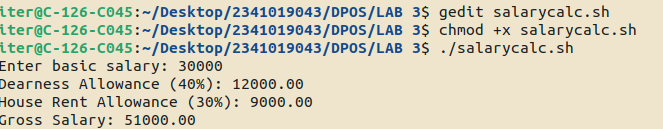 iter@C-126-C045:~/Desktop/2341019043/DPOS/LAB 3$ gedit salarycalc.sh
iter@C-126-C045:~/Desktop/2341019043/DPOS/LAB 3$ chmod +x salarycalc.sh
iter@C-126-C045:~/Desktop/2341019043/DPOS/LAB 3$ ./salarycalc.sh
Enter basic salary: 30000
Dearness Allowance (40%): 12000.00
House Rent Allowance (30%): 9000.00
Gross Salary: 51000.00